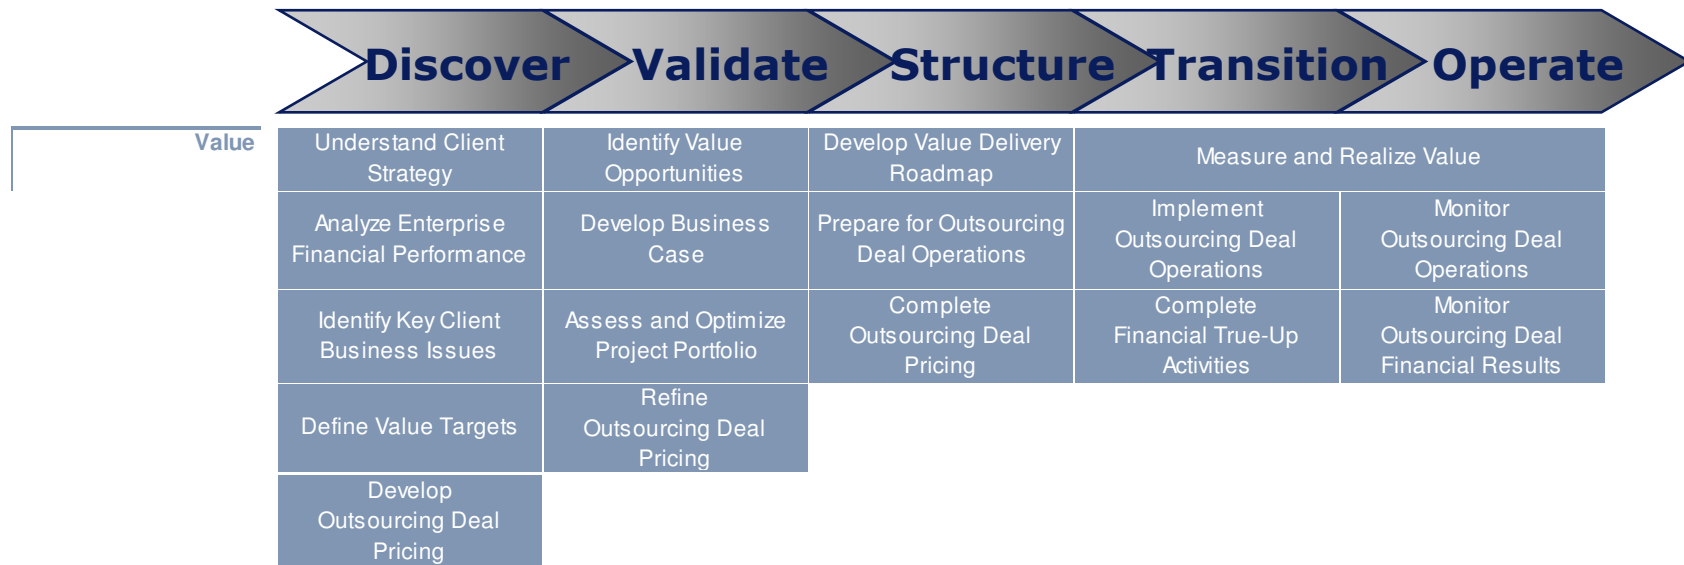 Discover
Validate
Structure
Transition
Operate
Value
Understand Client
Strategy
Identify Value
Opportunities
Develop Value Delivery
Roadmap
Measure and Realize Value
Analyze Enterprise
Financial Performance
Develop Business
Case
Prepare for Outsourcing
Deal Operations
Implement
Outsourcing Deal
Operations
Monitor
Outsourcing Deal
Operations
Identify Key Client
Business Issues
Assess and Optimize
Project Portfolio
Complete
Outsourcing Deal
Pricing
Complete
Financial True-Up
Activities
Monitor
Outsourcing Deal
Financial Results
Define Value Targets
Refine
Outsourcing Deal
Pricing
Develop
Outsourcing Deal
Pricing